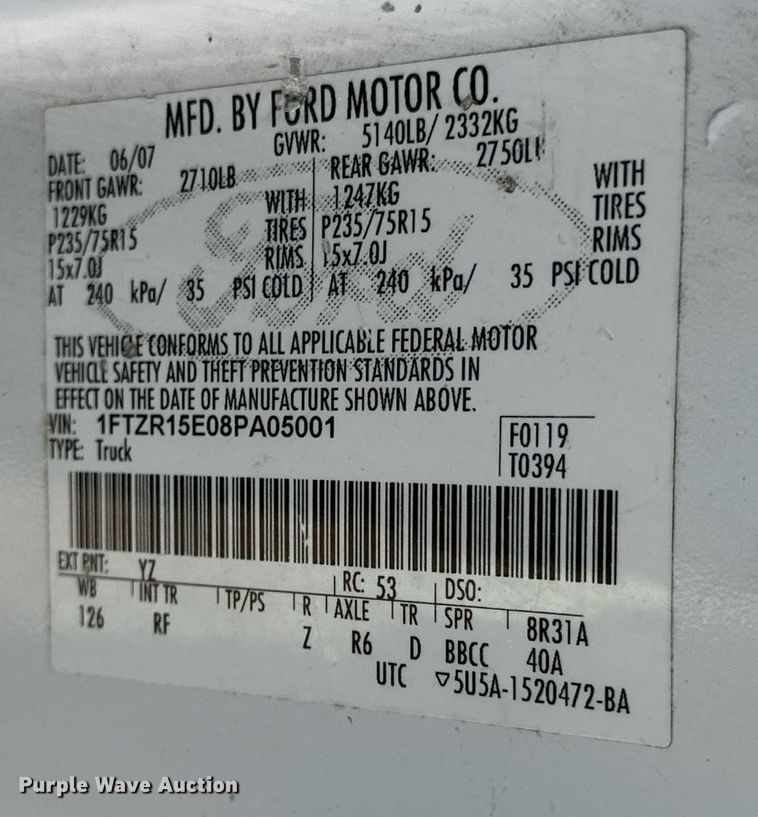 MFD. BY FORD MOTOR CO.
DATE: 06/07 GVWR: 5140LB/ 2332KG
FRONT GAWR: 2710LB REAR GAWR: 2750LB
1229KG WITH 1247KG WITH
P235/75R15 TIRES P235/75R15 TIRES
15x7.0J RIMS 15x7.0J RIMS
AT 240 kPa/ 35 PSI COLD AT 240 kPa/ 35 PSI COLD
Ford
THIS VEHICLE CONFORMS TO ALL APPLICABLE FEDERAL MOTOR
VEHICLE SAFETY AND THEFT PREVENTION STANDARDS IN
EFFECT ON THE DATE OF MANUFACTURE SHOWN ABOVE.
VIN: 1FTZR15E08PA05001 F0119
TYPE: Truck T0394
EXT PNT: YZ RC: 53 DSO:
WB INT TR TP/PS R AXLE TR SPR 8R31A
126 RF Z R6 D BBCC 40A
UTC ▽5U5A-1520472-BA
Purple Wave Auction